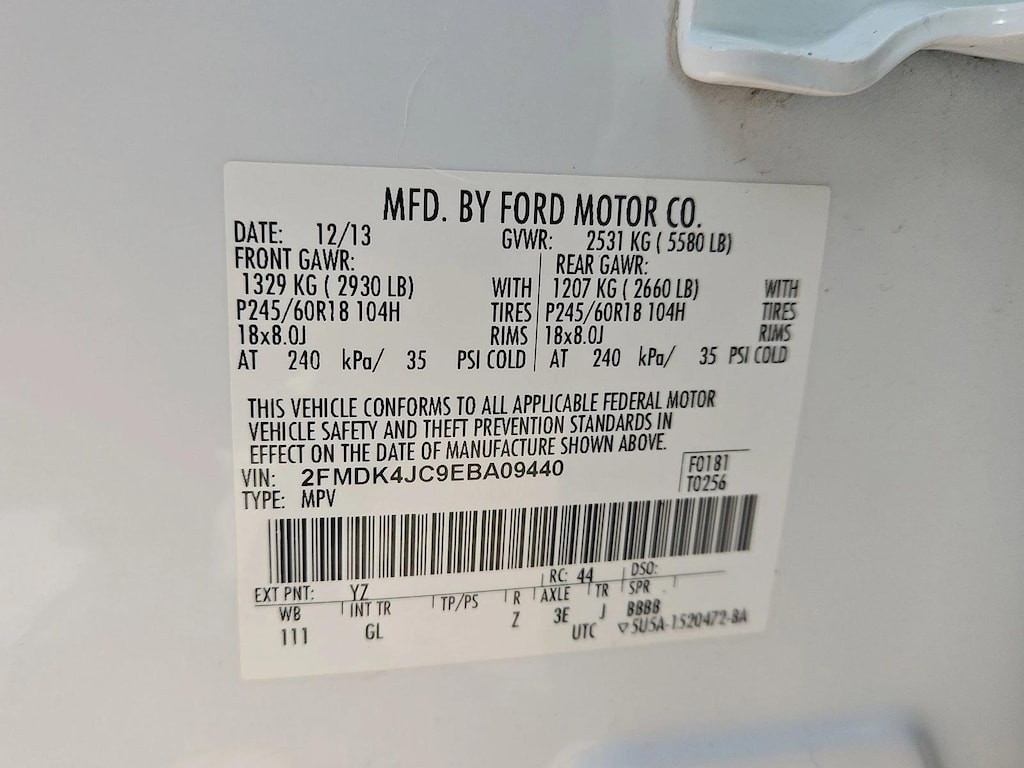 MFD. BY FORD MOTOR CO.
DATE: 12/13 GVWR: 2531 KG ( 5580 LB)
FRONT GAWR: REAR GAWR:
1329 KG ( 2930 LB) WITH 1207 KG ( 2660 LB) WITH
P245/60R18 104H TIRES P245/60R18 104H TIRES
18x8.0J RIMS 18x8.0J RIMS
AT 240 kPa/ 35 PSI COLD AT 240 kPa/ 35 PSI COLD
THIS VEHICLE CONFORMS TO ALL APPLICABLE FEDERAL MOTOR
VEHICLE SAFETY AND THEFT PREVENTION STANDARDS IN
EFFECT ON THE DATE OF MANUFACTURE SHOWN ABOVE.
VIN: 2FMDK4JC9EBA09440 F0181
TYPE: MPV T0256
EXT PNT: YZ RC: 44 DSO:
WB INT TR TP/PS R AXLE TR SPR
111 GL Z 3E J BBBB
UTC ▽5U5A-1520472-BA